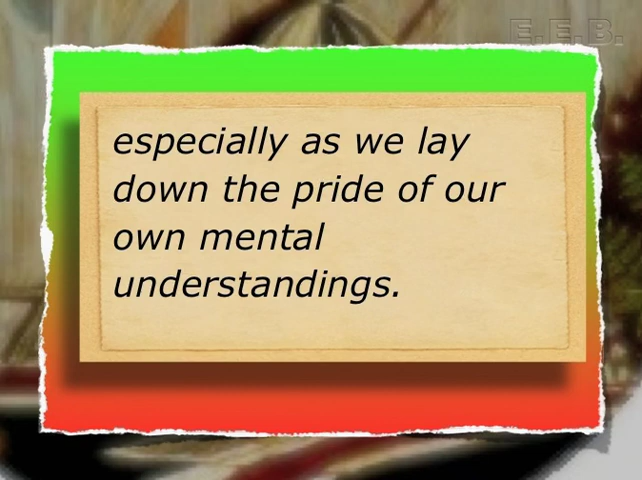 E.E.B.
especially as we lay
down the pride of our
own mental
understandings.